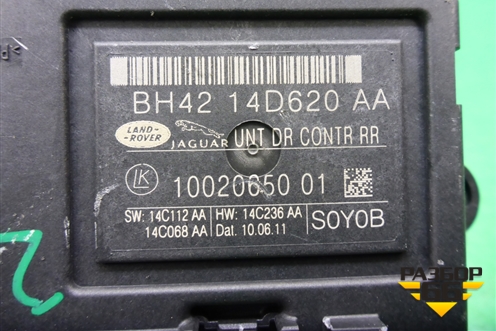 BH42 14D620 AA
LAND-
ROVER
JAGUAR
UNT DR CONTR RR
LK
10020650 01
SW: 14C112 AA
HW: 14C236 AA
14C068 AA
Dat. 10.06.11
S0Y0B
РАЗБОР